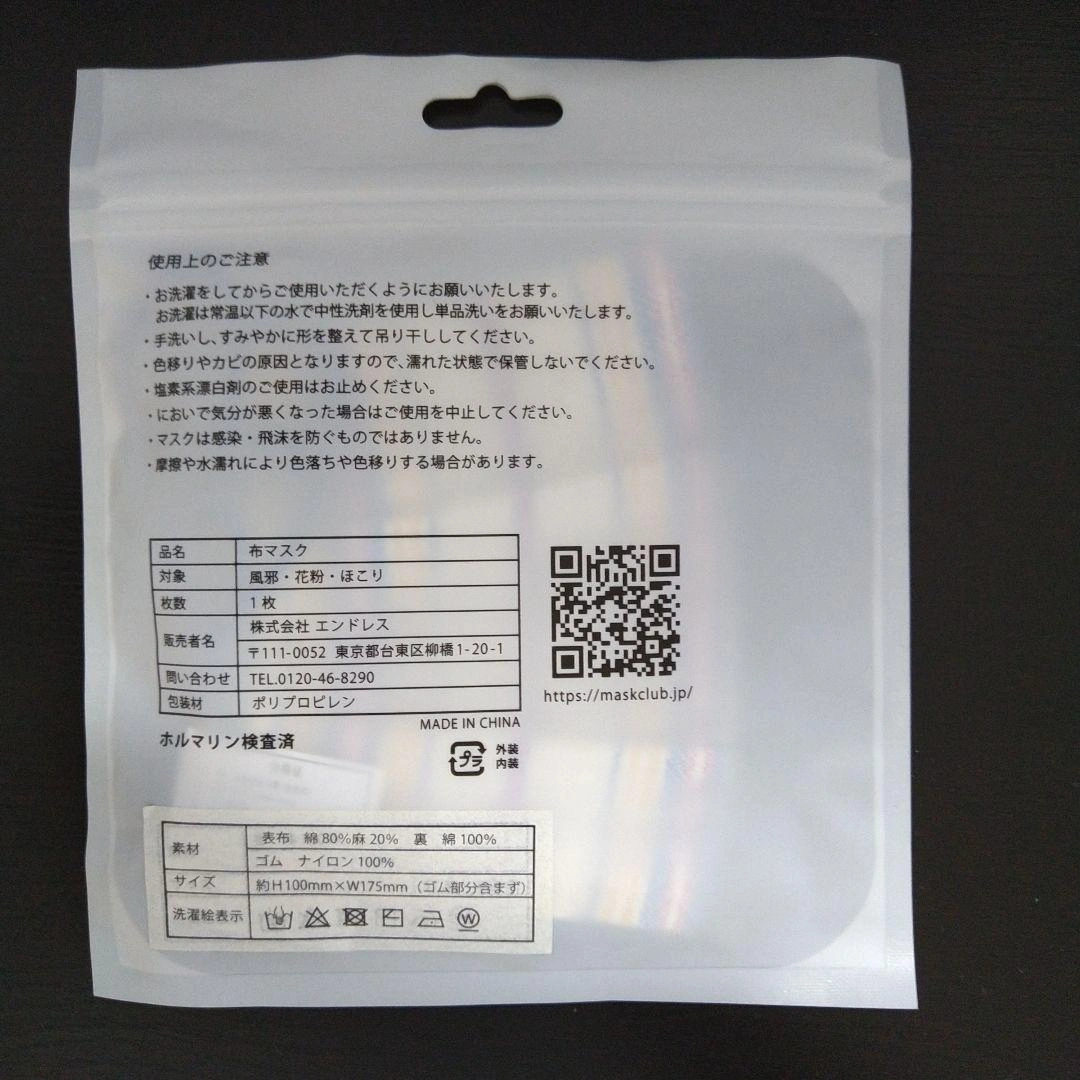 使用上のご注意
・お洗濯をしてからご使用いただくようにお願いいたします。
お洗濯は常温以下の水で中性洗剤を使用し単品洗いをお願いいたします。
・手洗いし、すみやかに形を整えて吊り干ししてください。
・色移りやカビの原因となりますので、濡れた状態で保管しないでください。
・塩素系漂白剤のご使用はお止めください。
・においで気分が悪くなった場合はご使用を中止してください。
・マスクは感染・飛沫を防ぐものではありません。
・摩擦や水濡れにより色落ちや色移りする場合があります。
品名 布マスク
対象 風邪・花粉・ほこり
枚数 1枚
販売者名 株式会社 エンドレス
〒111-0052 東京都台東区柳橋1-20-1
問い合わせ TEL.0120-46-8290
包装材 ポリプロピレン
https://maskclub.jp/
MADE IN CHINA
ホルマリン検査済
プラ 外装
内装
素材 表布 綿80%麻20% 裏 綿100%
ゴム ナイロン100%
サイズ 約H100mm×W175mm(ゴム部分含まず)
洗濯絵表示 W